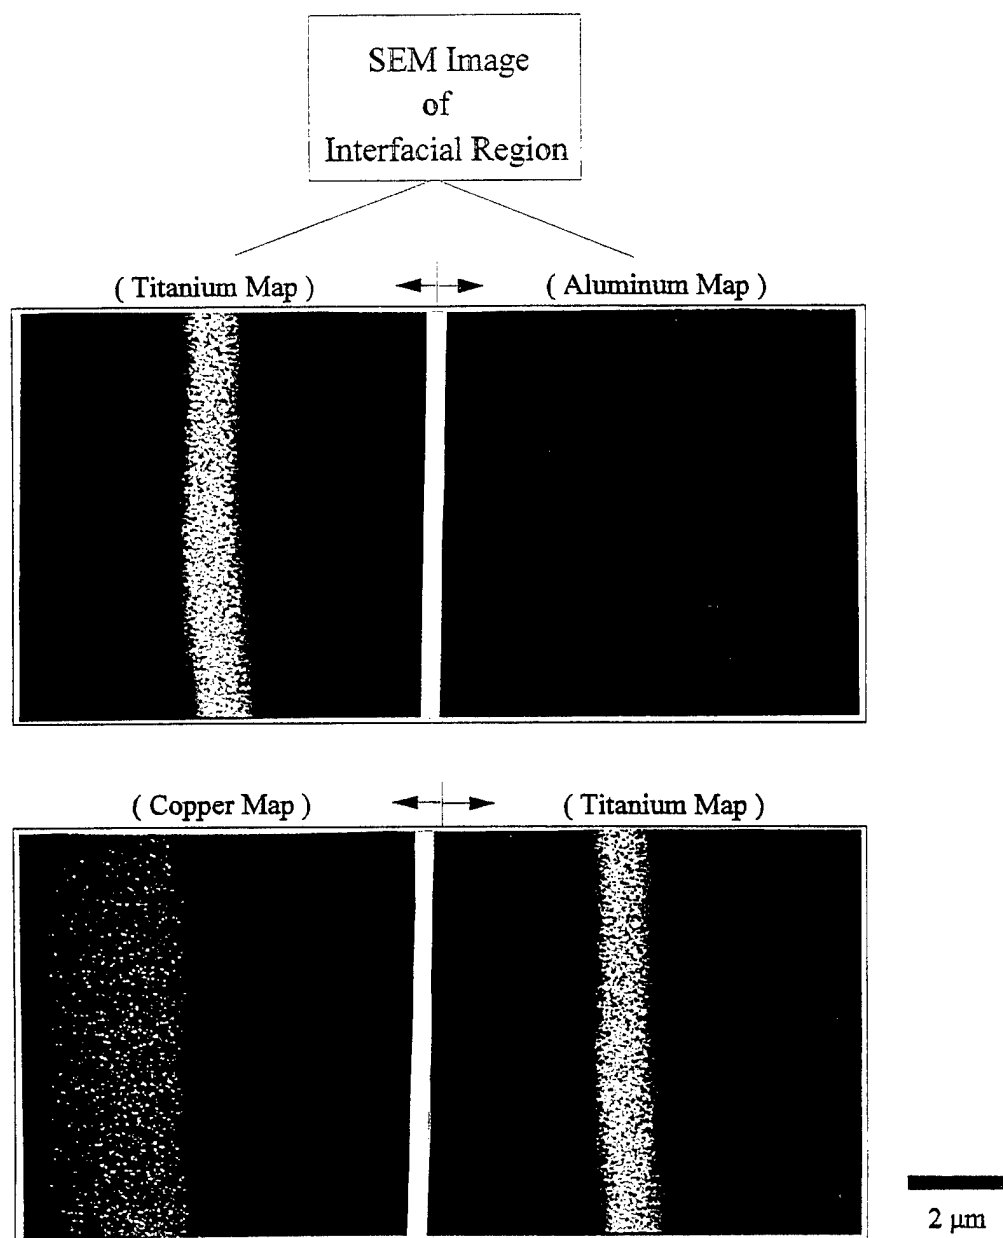 SEM Image
of
Interfacial Region
( Titanium Map )
( Aluminum Map )
( Copper Map )
( Titanium Map )
2 μm